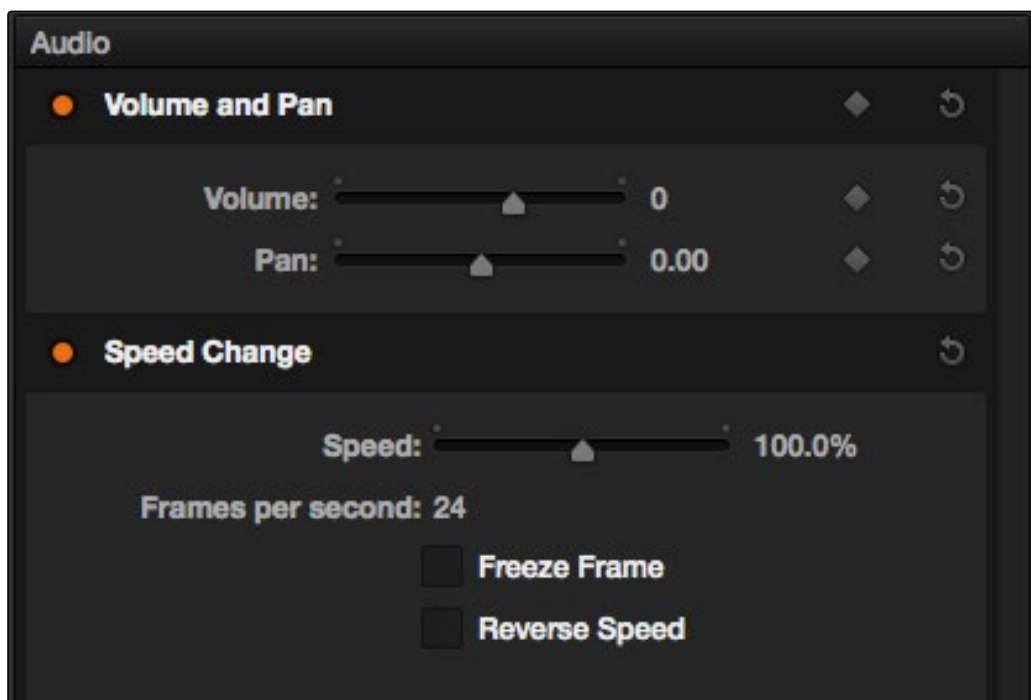 Audio
Volume and Pan
Volume: 0
Pan: 0.00
Speed Change
Speed: 100.0%
Frames per second: 24
Freeze Frame
Reverse Speed